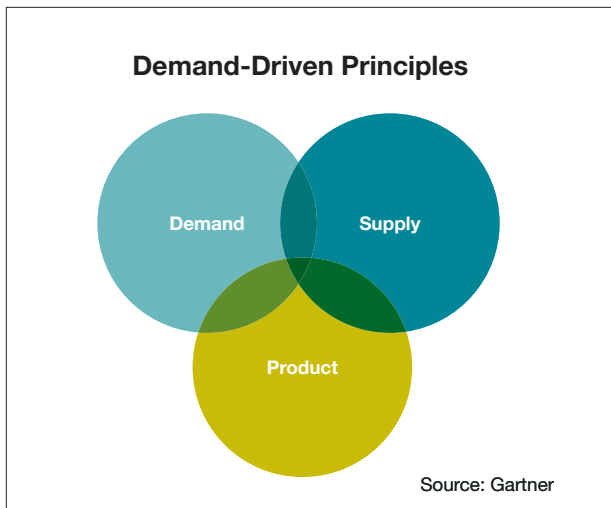 Demand-Driven Principles
Demand
Supply
Product
Source: Gartner